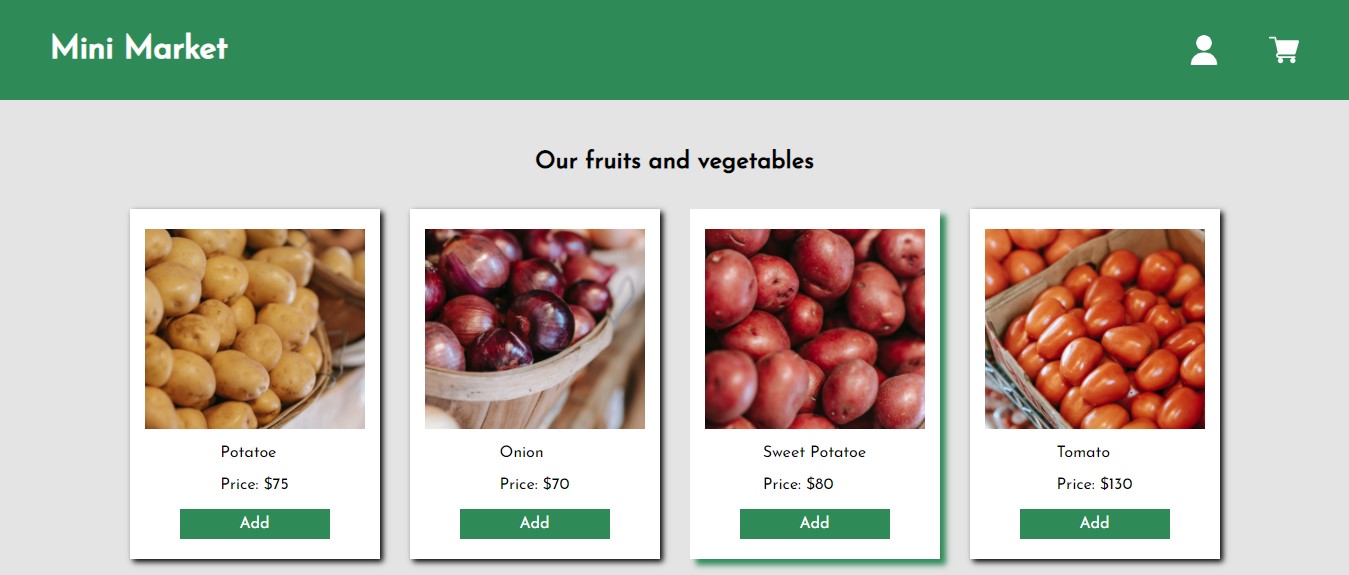 Mini Market
Our fruits and vegetables
Potatoe
Price: $75
Add
Onion
Price: $70
Add
Sweet Potatoe
Price: $80
Add
Tomato
Price: $130
Add